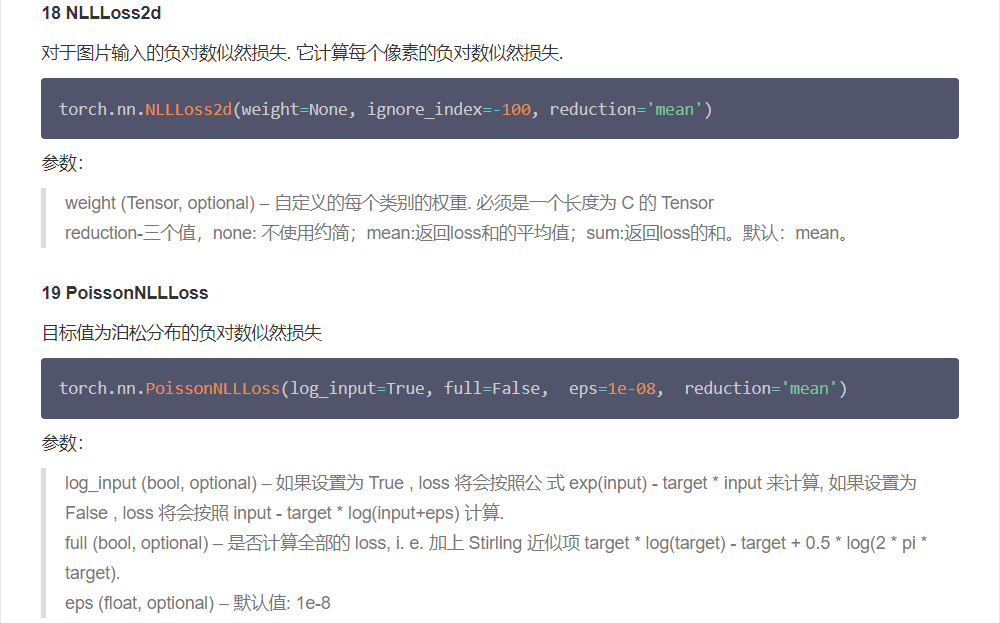 18 NLLLoss2d
对于图片输入的负对数似然损失. 它计算每个像素的负对数似然损失.
torch.nn.NLLLoss2d(weight=None, ignore_index=-100, reduction='mean')
参数：
weight (Tensor, optional) – 自定义的每个类别的权重. 必须是一个长度为 C 的 Tensor
reduction-三个值，none: 不使用约简；mean:返回loss和的平均值；sum:返回loss的和。默认：mean。
19 PoissonNLLLoss
目标值为泊松分布的负对数似然损失
torch.nn.PoissonNLLLoss(log_input=True, full=False,  eps=1e-08,  reduction='mean')
参数：
log_input (bool, optional) – 如果设置为 True , loss 将会按照公 式 exp(input) - target * input 来计算, 如果设置为
False , loss 将会按照 input - target * log(input+eps) 计算.
full (bool, optional) – 是否计算全部的 loss, i. e. 加上 Stirling 近似项 target * log(target) - target + 0.5 * log(2 * pi *
target).
eps (float, optional) – 默认值: 1e-8